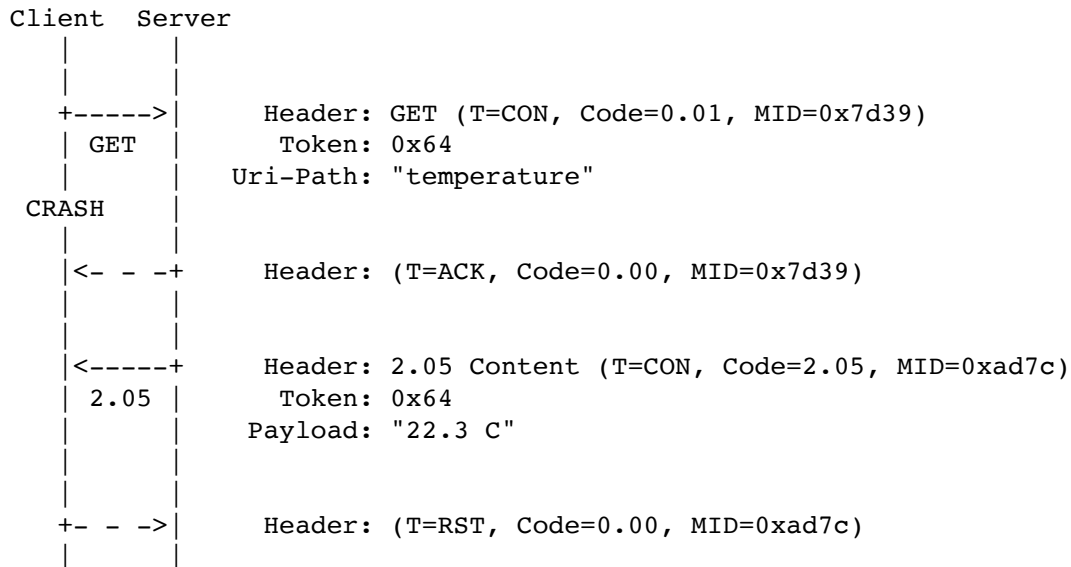 Client Server
Header: GET (T=CON, Code=0.01, MID=0x7d39)
GET Token: 0x64
Uri-Path: "temperature"
CRASH
Header: (T=ACK, Code=0.00, MID=0x7d39)
Header: 2.05 Content (T=CON, Code=2.05, MID=0xad7c)
2.05 Token: 0x64
Payload: "22.3 C"
Header: (T=RST, Code=0.00, MID=0xad7c)